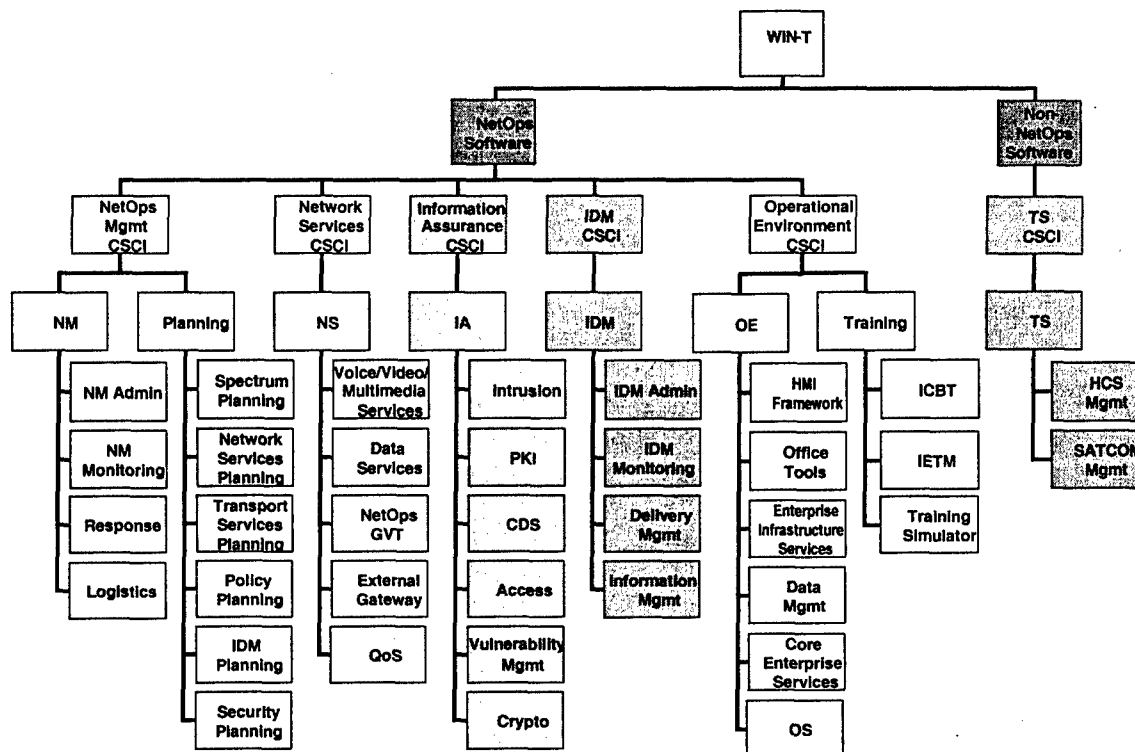 WIN-T
NetOps
Software
Non-
NetOps
Software
NetOps
Mgmt
CSCI
Network
Services
CSCI
Information
Assurance
CSCI
IDM
CSCI
Operational
Environment
CSCI
TS
CSCI
NM
Planning
NS
IA
IDM
OE
Training
TS
NM Admin
NM
Monitoring
Response
Logistics
Spectrum
Planning
Network
Services
Planning
Transport
Services
Planning
Policy
Planning
IDM
Planning
Security
Planning
Voice/Video/
Multimedia
Services
Data
Services
NetOps
GVT
External
Gateway
QoS
Intrusion
PKI
CDS
Access
Vulnerability
Mgmt
Crypto
IDM Admin
IDM
Monitoring
Delivery
Mgmt
Information
Mgmt
HMI
Framework
Office
Tools
Enterprise
Infrastructure
Services
Data
Mgmt
Core
Enterprise
Services
OS
ICBT
IETM
Training
Simulator
HCS
Mgmt
SATCOM
Mgmt